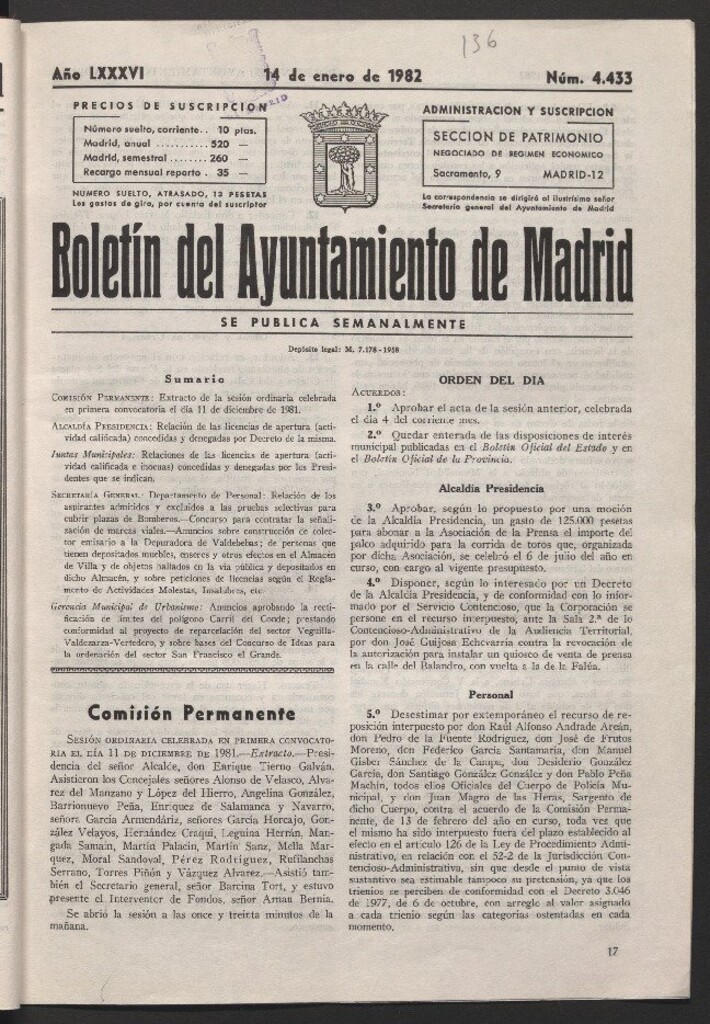 136
Año LXXXVI 14 de enero de 1982 Núm. 4.433
PRECIOS DE SUSCRIPCION
Número suelto, corriente.. 10 ptas.
Madrid, anual ........... 520 —
Madrid, semestral ........ 260 —
Recargo mensual reparto . 35 —
NUMERO SUELTO, ATRASADO, 13 PESETAS
Los gastos de giro, por cuenta del suscriptor
ADMINISTRACION Y SUSCRIPCION
SECCION DE PATRIMONIO
NEGOCIADO DE REGIMEN ECONOMICO
Sacramento, 9 MADRID-12
La correspondencia se dirigirá al ilustrísimo señor
Secretario general del Ayuntamiento de Madrid
Boletín del Ayuntamiento de Madrid
SE PUBLICA SEMANALMENTE
Depósito legal: M. 7.178-1958
Sumario
COMISIÓN PERMANENTE: Extracto de la sesión ordinaria celebrada
en primera convocatoria el día 11 de diciembre de 1981.
ALCALDÍA PRESIDENCIA: Relación de las licencias de apertura (acti-
vidad calificada) concedidas y denegadas por Decreto de la misma.
Juntas Municipales: Relaciones de las licencias de apertura (acti-
vidad calificada e inocuas) concedidas y denegadas por los Presi-
dentes que se indican.
SECRETARÍA GENERAL: Departamento de Personal: Relación de los
aspirantes admitidos y excluidos a las pruebas selectivas para
cubrir plazas de Bomberos.—Concurso para contratar la señali-
zación de marcas viales.—Anuncios sobre construcción de colec-
tor emisario a la Depuradora de Valdebebas; de personas que
tienen depositados muebles, enseres y otros efectos en el Almacén
de Villa y de objetos hallados en la vía pública y depositados en
dicho Almacén, y sobre peticiones de licencias según el Regla-
mento de Actividades Molestas, Insalubres, etc.
Gerencia Municipal de Urbanismo: Anuncios aprobando la recti-
ficación de límites del polígono Carril del Conde; prestando
conformidad al proyecto de reparcelación del sector Veguilla-
Valdezarza-Vertedero, y sobre bases del Concurso de Ideas para
la ordenación del sector San Francisco el Grande.
Comisión Permanente
SESIÓN ORDINARIA CELEBRADA EN PRIMERA CONVOCATO-
RIA EL DÍA 11 DE DICIEMBRE DE 1981.—Extracto.—Presi-
dencia del señor Alcalde, don Enrique Tierno Galván.
Asistieron los Concejales señores Alonso de Velasco, Alva-
rez del Manzano y López del Hierro, Angelina González,
Barrionuevo Peña, Enríquez de Salamanca y Navarro,
señora García Armendáriz, señores García Horcajo, Gon-
zález Velayos, Hernández Craqui, Leguina Herrán, Man-
gada Samain, Martín Palacín, Martín Sanz, Mella Már-
quez, Moral Sandoval, Pérez Rodríguez, Rufilanchas
Serrano, Torres Piñón y Vázquez Alvarez.—Asistió tam-
bién el Secretario general, señor Barcina Tort, y estuvo
presente el Interventor de Fondos, señor Arnau Bernia.
Se abrió la sesión a las once y treinta minutos de la
mañana.
ORDEN DEL DIA
ACUERDOS:
1.º Aprobar el acta de la sesión anterior, celebrada
el día 4 del corriente mes.
2.º Quedar enterada de las disposiciones de interés
municipal publicadas en el Boletín Oficial del Estado y en
el Boletín Oficial de la Provincia.
Alcaldía Presidencia
3.º Aprobar, según lo propuesto por una moción
de la Alcaldía Presidencia, un gasto de 125.000 pesetas
para abonar a la Asociación de la Prensa el importe del
palco adquirido para la corrida de toros que, organizada
por dicha Asociación, se celebró el 6 de julio del año en
curso, con cargo al vigente presupuesto.
4.º Disponer, según lo interesado por un Decreto
de la Alcaldía Presidencia, y de conformidad con lo infor-
mado por el Servicio Contencioso, que la Corporación se
persone en el recurso interpuesto, ante la Sala 2.ª de lo
Contencioso-Administrativo de la Audiencia Territorial,
por don José Guijosa Echevarría contra la revocación de
la autorización para instalar un quiosco de venta de prensa
en la calle del Balandro, con vuelta a la de la Falúa.
Personal
5.º Desestimar por extemporáneo el recurso de re-
posición interpuesto por don Raúl Alfonso Andrade Areán,
don Pedro de la Puente Rodríguez, don José de Frutos
Moreno, don Federico García Santamaría, don Manuel
Gisber Sánchez de la Campa, don Desiderio González
García, don Santiago González González y don Pablo Peña
Machín, todos ellos Oficiales del Cuerpo de Policía Mu-
nicipal, y don Juan Magro de las Heras, Sargento de
dicho Cuerpo, contra el acuerdo de la Comisión Perma-
nente, de 13 de febrero del año en curso, toda vez que
el mismo ha sido interpuesto fuera del plazo establecido al
efecto en el artículo 126 de la Ley de Procedimiento Admi-
nistrativo, en relación con el 52-2 de la Jurisdicción Con-
tencioso-Administrativa, sin que desde el punto de vista
sustantivo sea estimable tampoco su pretensión, ya que los
trienios se perciben de conformidad con el Decreto 3.046
de 1977, de 6 de octubre, con arreglo al valor asignado
a cada trienio según las categorías ostentadas en cada
momento.
17